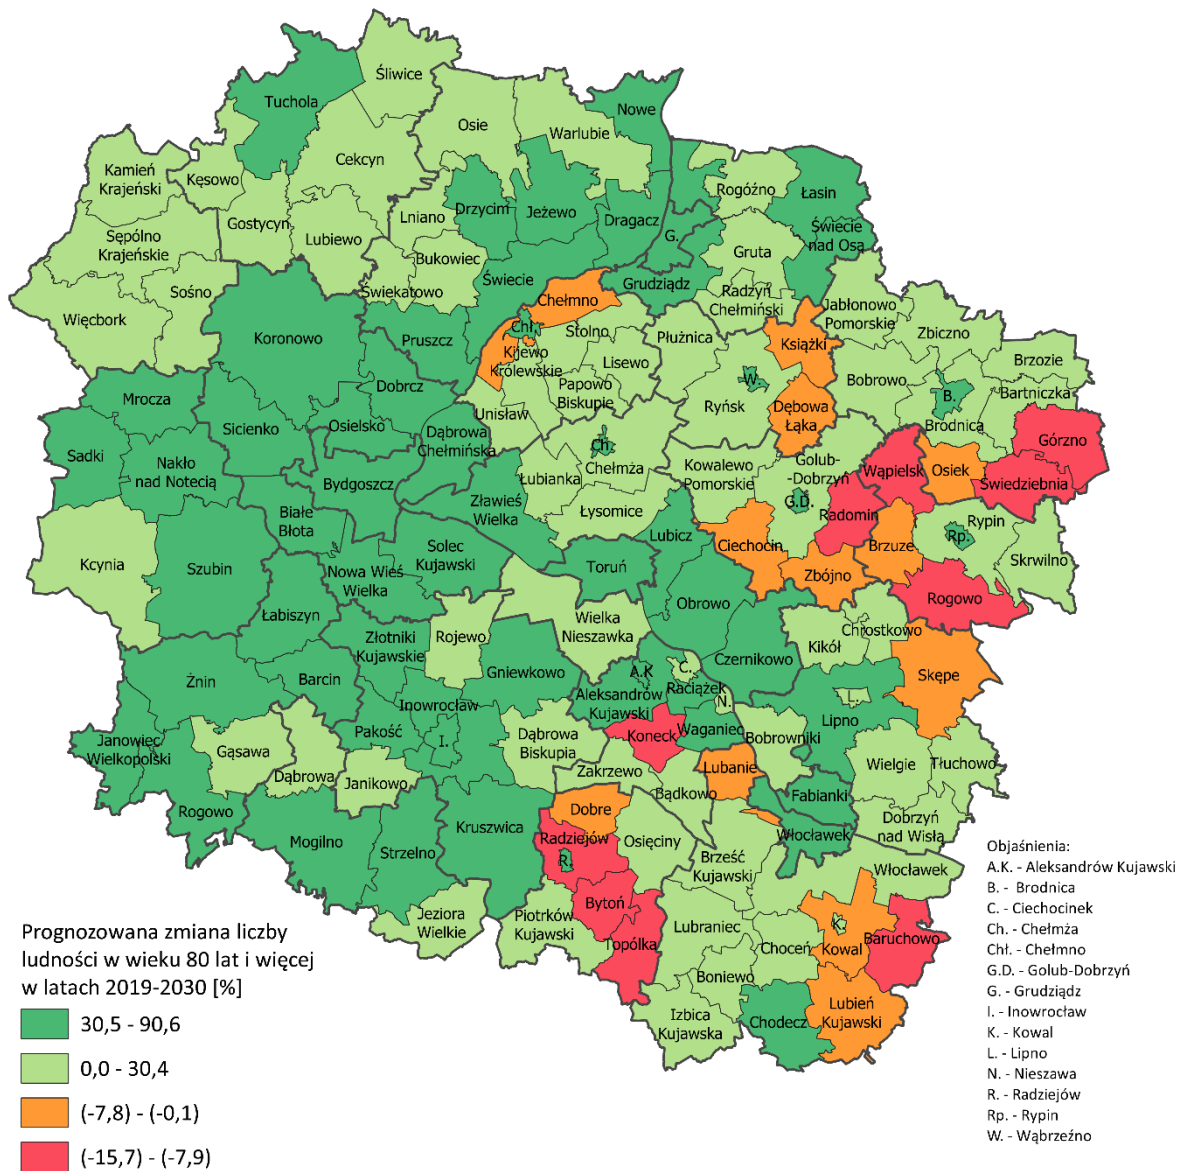 Śliwice
Tuchola
Nowe
Osie
Warlubie
Cekcyn
Kamień
Krajeński
Kęsowo
Rogóźno
Łasin
Drzycim
Jeżewo
Lniano
Dragacz
Gostycyn
G.
Świecie
nad Osą
Sępólno
Krajeńskie
Lubiewo
Bukowiec
Gruta
Świecie
Grudziądz
Sośno
Świekatowo
Radzyń
Chełmiński
Chełmno
Jabłonowo
Pomorskie
Więcbork
Koronowo
Pruszcz
Chł.
Stolno
Płużnica
Książki
Zbiczno
Kijewo
Królewskie
Lisewo
Brzozie
Dobrcz
Papowo
Biskupie
W.
Bobrowo
Bartniczka
Mrocza
B.
Ryńsk
Dębowa
Łąka
Unisław
Brodnica
Sicienko
Osielsko
Dąbrowa
Chełmińska
Ch.
Górzno
Sadki
Nakło
nad Notecią
Chełmża
Kowalewo
Pomorskie
Golub-
-Dobrzyń
Wąpielsk
Osiek
Świedziebnia
Bydgoszcz
Łubianka
Zławieś
Wielka
Łysomice
G.D.
Radomin
Rypin
Białe
Błota
Lubicz
Rp.
Ciechocin
Brzuze
Solec
Kujawski
Skrwilno
Kcynia
Szubin
Nowa Wieś
Wielka
Toruń
Zbójno
Rogowo
Obrowo
Łabiszyn
Wielka
Nieszawka
Rojewo
Chrostkowo
Złotniki
Kujawskie
Kikół
Czernikowo
Gniewkowo
A.K
C.
Skępe
Żnin
Barcin
Raciążek
Aleksandrów
Kujawski
N.
L.
Inowrocław
Lipno
Pakość
Waganiec
Dąbrowa
Biskupia
Koneck
I.
Janowiec
Wielkopolski
Bobrowniki
Gąsawa
Wielgie
Tłuchowo
Zakrzewo
Lubanie
Dąbrowa
Janikowo
Bądkowo
Fabianki
Rogowo
Dobre
Dobrzyń
nad Wisłą
Kruszwica
Włocławek
Mogilno
Radziejów
Osięciny
Strzelno
R.
Brześć
Kujawski
Włocławek
Bytoń
Jeziora
Wielkie
Piotrków
Kujawski
Lubraniec
K.
Topólka
Choceń
Kowal
Baruchowo
Boniewo
Lubień
Kujawski
Izbica
Kujawska
Chodecz
Objaśnienia:
A.K. - Aleksandrów Kujawski
B. - Brodnica
C. - Ciechocinek
Ch. - Chełmża
Chł. - Chełmno
G.D. - Golub-Dobrzyń
G. - Grudziądz
I. - Inowrocław
K. - Kowal
L. - Lipno
N. - Nieszawa
R. - Radziejów
Rp. - Rypin
W. - Wąbrzeźno
Prognozowana zmiana liczby
ludności w wieku 80 lat i więcej
w latach 2019-2030 [%]
30,5 - 90,6
0,0 - 30,4
(-7,8) - (-0,1)
(-15,7) - (-7,9)